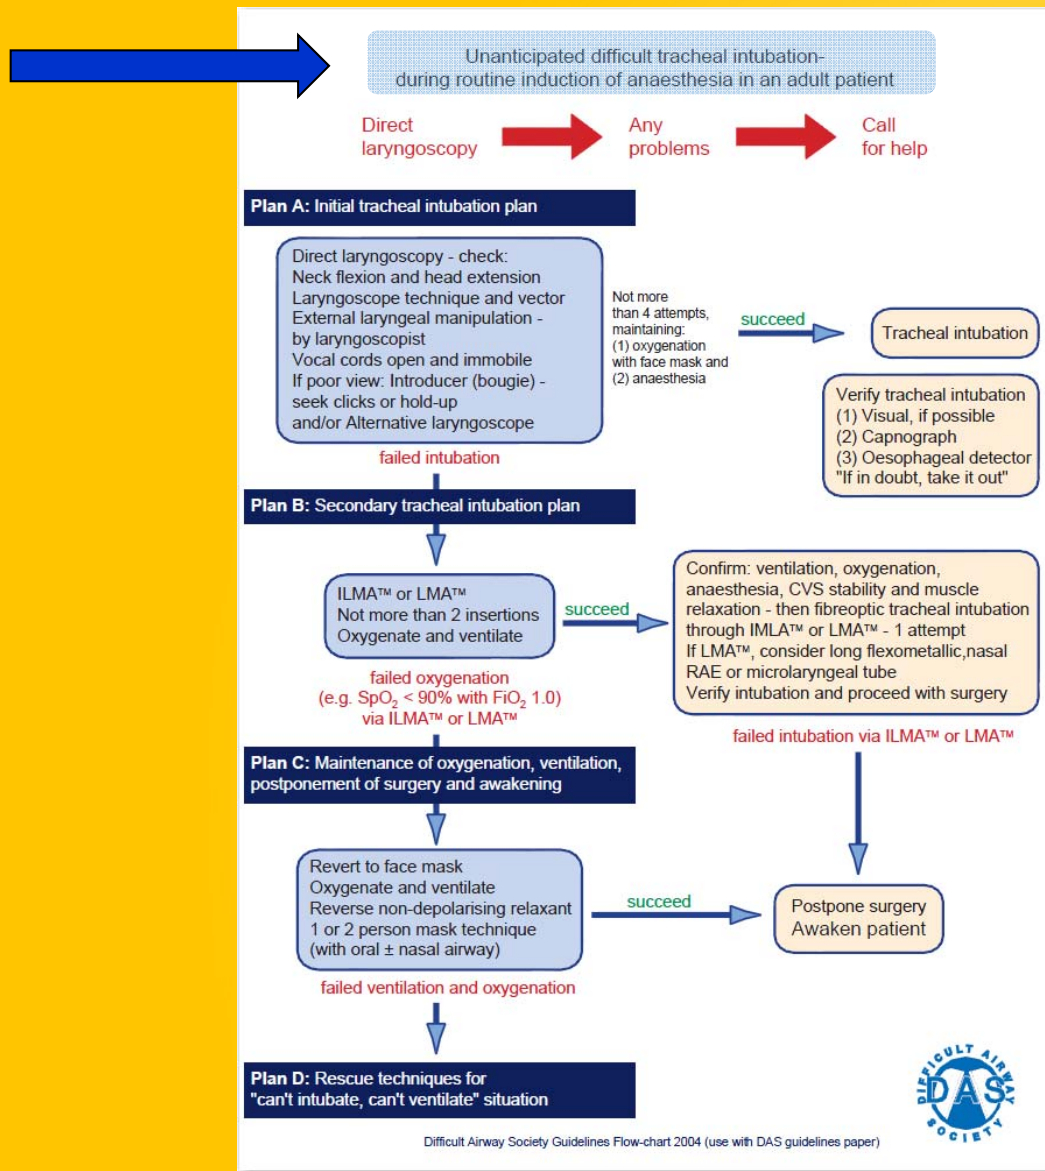 Unanticipated difficult tracheal intubation-
during routine induction of anaesthesia in an adult patient
Direct
laryngoscopy
Any
problems
Call
for help
Plan A: Initial tracheal intubation plan
Direct laryngoscopy - check:
Neck flexion and head extension
Laryngoscope technique and vector
External laryngeal manipulation -
by laryngoscopist
Vocal cords open and immobile
If poor view: Introducer (bougie) -
seek clicks or hold-up
and/or Alternative laryngoscope
Not more
than 4 attempts,
maintaining:
(1) oxygenation
with face mask and
(2) anaesthesia
succeed
Tracheal intubation
Verify tracheal intubation
(1) Visual, if possible
(2) Capnograph
(3) Oesophageal detector
"If in doubt, take it out"
failed intubation
Plan B: Secondary tracheal intubation plan
ILMA™ or LMA™
Not more than 2 insertions
Oxygenate and ventilate
succeed
Confirm: ventilation, oxygenation,
anaesthesia, CVS stability and muscle
relaxation - then fibreoptic tracheal intubation
through IMLA™ or LMA™ - 1 attempt
If LMA™, consider long flexometallic,nasal
RAE or microlaryngeal tube
Verify intubation and proceed with surgery
failed oxygenation
(e.g. SpO₂ < 90% with FiO₂ 1.0)
via ILMA™ or LMA™
failed intubation via ILMA™ or LMA™
Plan C: Maintenance of oxygenation, ventilation,
postponement of surgery and awakening
Revert to face mask
Oxygenate and ventilate
Reverse non-depolarising relaxant
1 or 2 person mask technique
(with oral ± nasal airway)
succeed
Postpone surgery
Awaken patient
failed ventilation and oxygenation
Plan D: Rescue techniques for
"can't intubate, can't ventilate" situation
DIFFICULT AIRWAY
DAS
SOCIETY
Difficult Airway Society Guidelines Flow-chart 2004 (use with DAS guidelines paper)